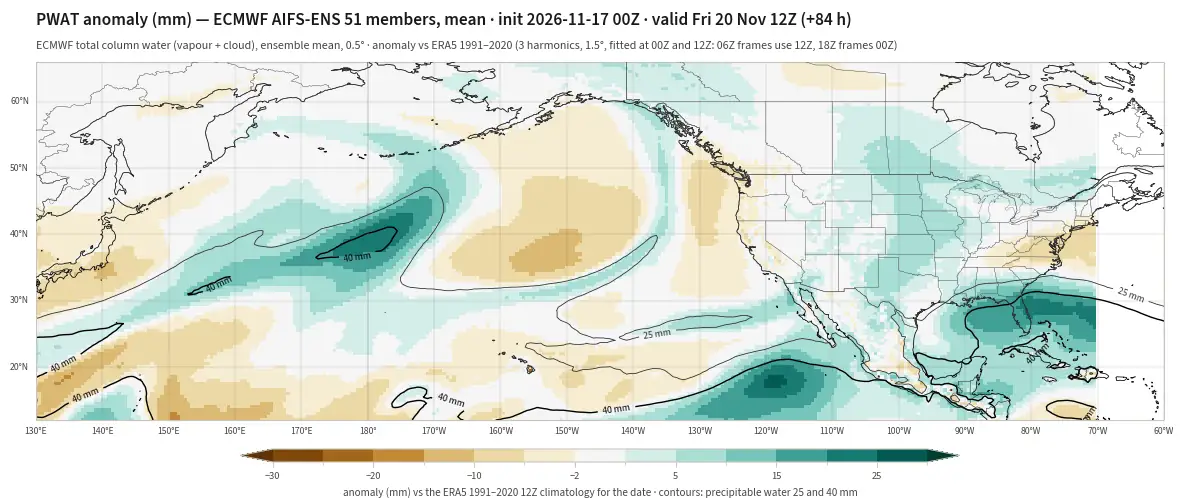 PWAT anomaly (mm) — ECMWF AIFS-ENS 51 members, mean · init 2026-11-17 00Z · valid Fri 20 Nov 12Z (+84 h)
ECMWF total column water (vapour + cloud), ensemble mean, 0.5° · anomaly vs ERA5 1991–2020 (3 harmonics, 1.5°, fitted at 00Z and 12Z: 06Z frames use 12Z, 18Z frames 00Z)
60°N
50°N
40°N
30°N
20°N
40 mm
40 mm
25 mm
25 mm
40 mm
40 mm
40 mm
40 mm
40 mm
mm
130°E 140°E 150°E 160°E 170°E 180° 170°W 160°W 150°W 140°W 130°W 120°W 110°W 100°W 90°W 80°W 70°W 60°W
−30 −20 −10 −2 5 15 25
anomaly (mm) vs the ERA5 1991–2020 12Z climatology for the date · contours: precipitable water 25 and 40 mm